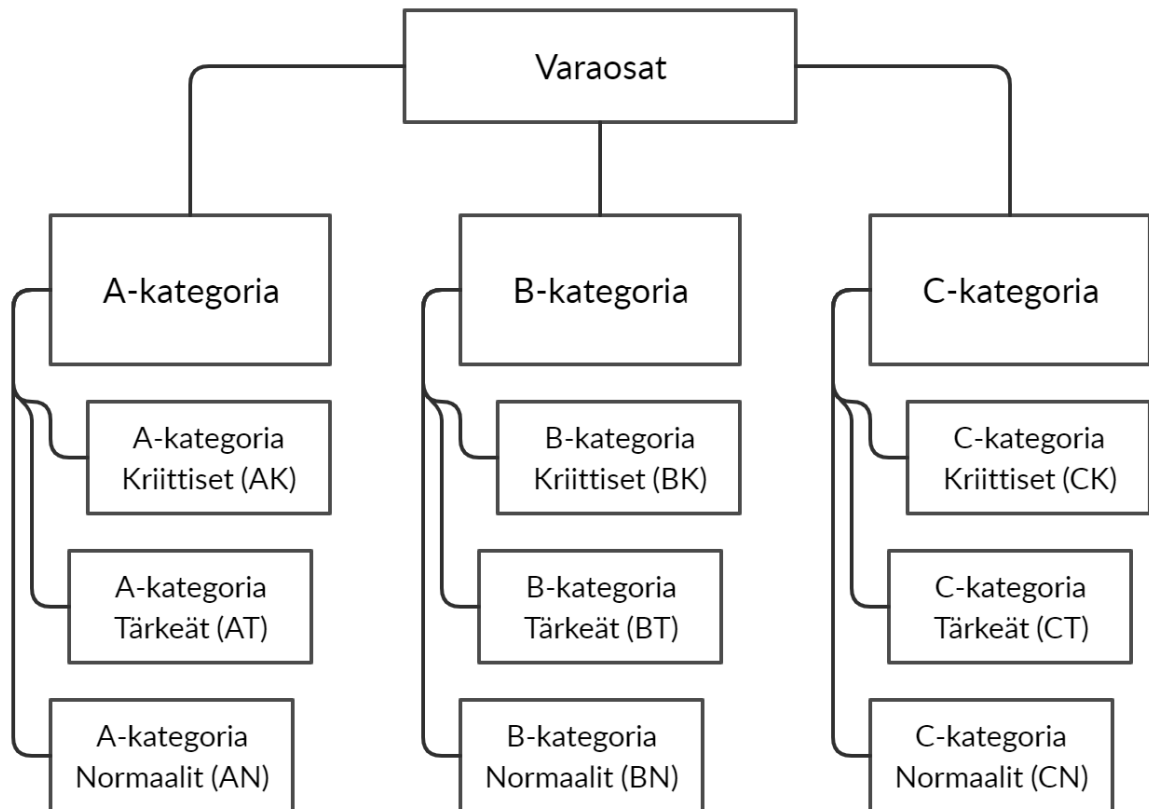 Varaosat
A-kategoria
B-kategoria
C-kategoria
A-kategoria
Kriittiset (AK)
B-kategoria
Kriittiset (BK)
C-kategoria
Kriittiset (CK)
A-kategoria
Tärkeät (AT)
B-kategoria
Tärkeät (BT)
C-kategoria
Tärkeät (CT)
A-kategoria
Normaalit (AN)
B-kategoria
Normaalit (BN)
C-kategoria
Normaalit (CN)